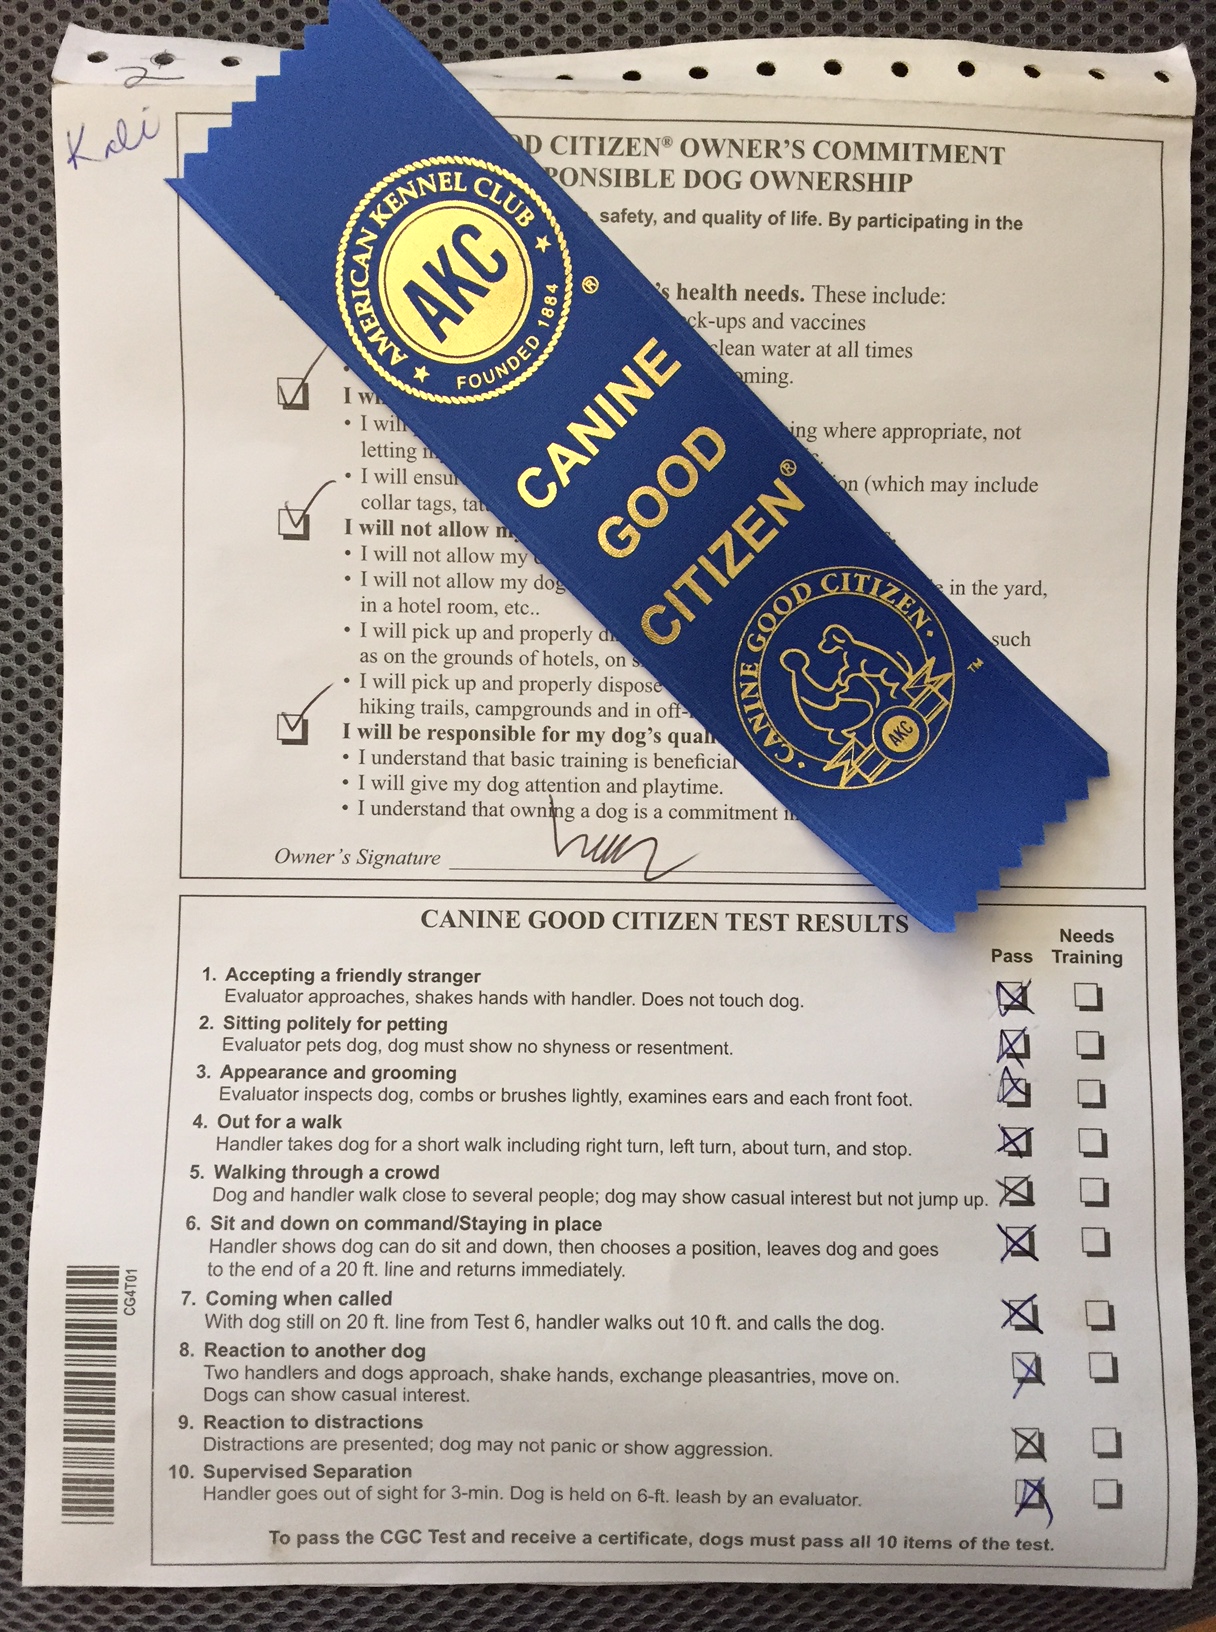 2
Kali
OD CITIZEN® OWNER'S COMMITMENT
PONSIBLE DOG OWNERSHIP
safety, and quality of life. By participating in the
's health needs. These include:
ck-ups and vaccines
clean water at all times
oming.
I wi
• I will
ing where appropriate, not
letting
• I will ensu
on (which may include
collar tags, tat
I will not allow m
• I will not allow my
• I will not allow my dog
in the yard,
in a hotel room, etc..
• I will pick up and properly di
such
as on the grounds of hotels, on s
• I will pick up and properly dispose
hiking trails, campgrounds and in off-
I will be responsible for my dog's quali
• I understand that basic training is beneficial
• I will give my dog attention and playtime.
• I understand that owning a dog is a commitment i
Owner's Signature
AMERICAN KENNEL CLUB
AKC
FOUNDED 1884
®
CANINE
GOOD
CITIZEN®
CANINE GOOD CITIZEN
AKC
™
CANINE GOOD CITIZEN TEST RESULTS
Pass
Needs Training
1. Accepting a friendly stranger
Evaluator approaches, shakes hands with handler. Does not touch dog.
2. Sitting politely for petting
Evaluator pets dog, dog must show no shyness or resentment.
3. Appearance and grooming
Evaluator inspects dog, combs or brushes lightly, examines ears and each front foot.
4. Out for a walk
Handler takes dog for a short walk including right turn, left turn, about turn, and stop.
5. Walking through a crowd
Dog and handler walk close to several people; dog may show casual interest but not jump up.
6. Sit and down on command/Staying in place
Handler shows dog can do sit and down, then chooses a position, leaves dog and goes
to the end of a 20 ft. line and returns immediately.
7. Coming when called
With dog still on 20 ft. line from Test 6, handler walks out 10 ft. and calls the dog.
8. Reaction to another dog
Two handlers and dogs approach, shake hands, exchange pleasantries, move on.
Dogs can show casual interest.
9. Reaction to distractions
Distractions are presented; dog may not panic or show aggression.
10. Supervised Separation
Handler goes out of sight for 3-min. Dog is held on 6-ft. leash by an evaluator.
To pass the CGC Test and receive a certificate, dogs must pass all 10 items of the test.
CG4T01